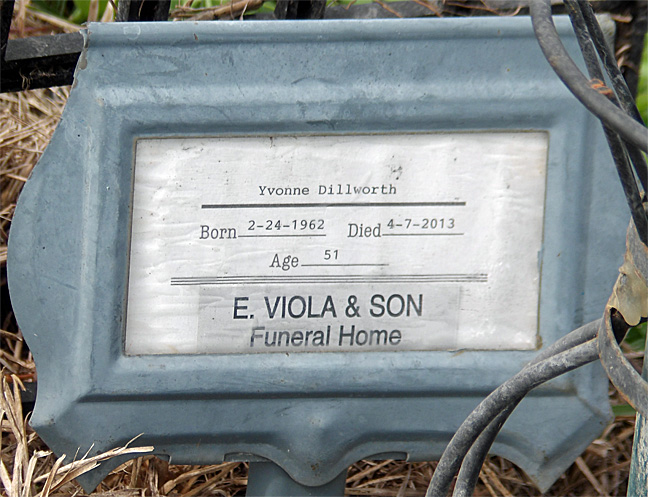 Yvonne Dillworth
Born 2-24-1962 Died 4-7-2013
Age 51
E. VIOLA & SON
Funeral Home